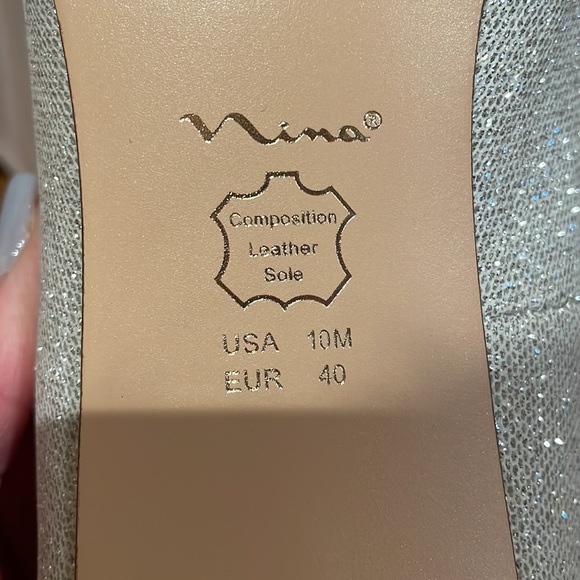 Nina®
Composition
Leather
Sole
USA 10M
EUR 40